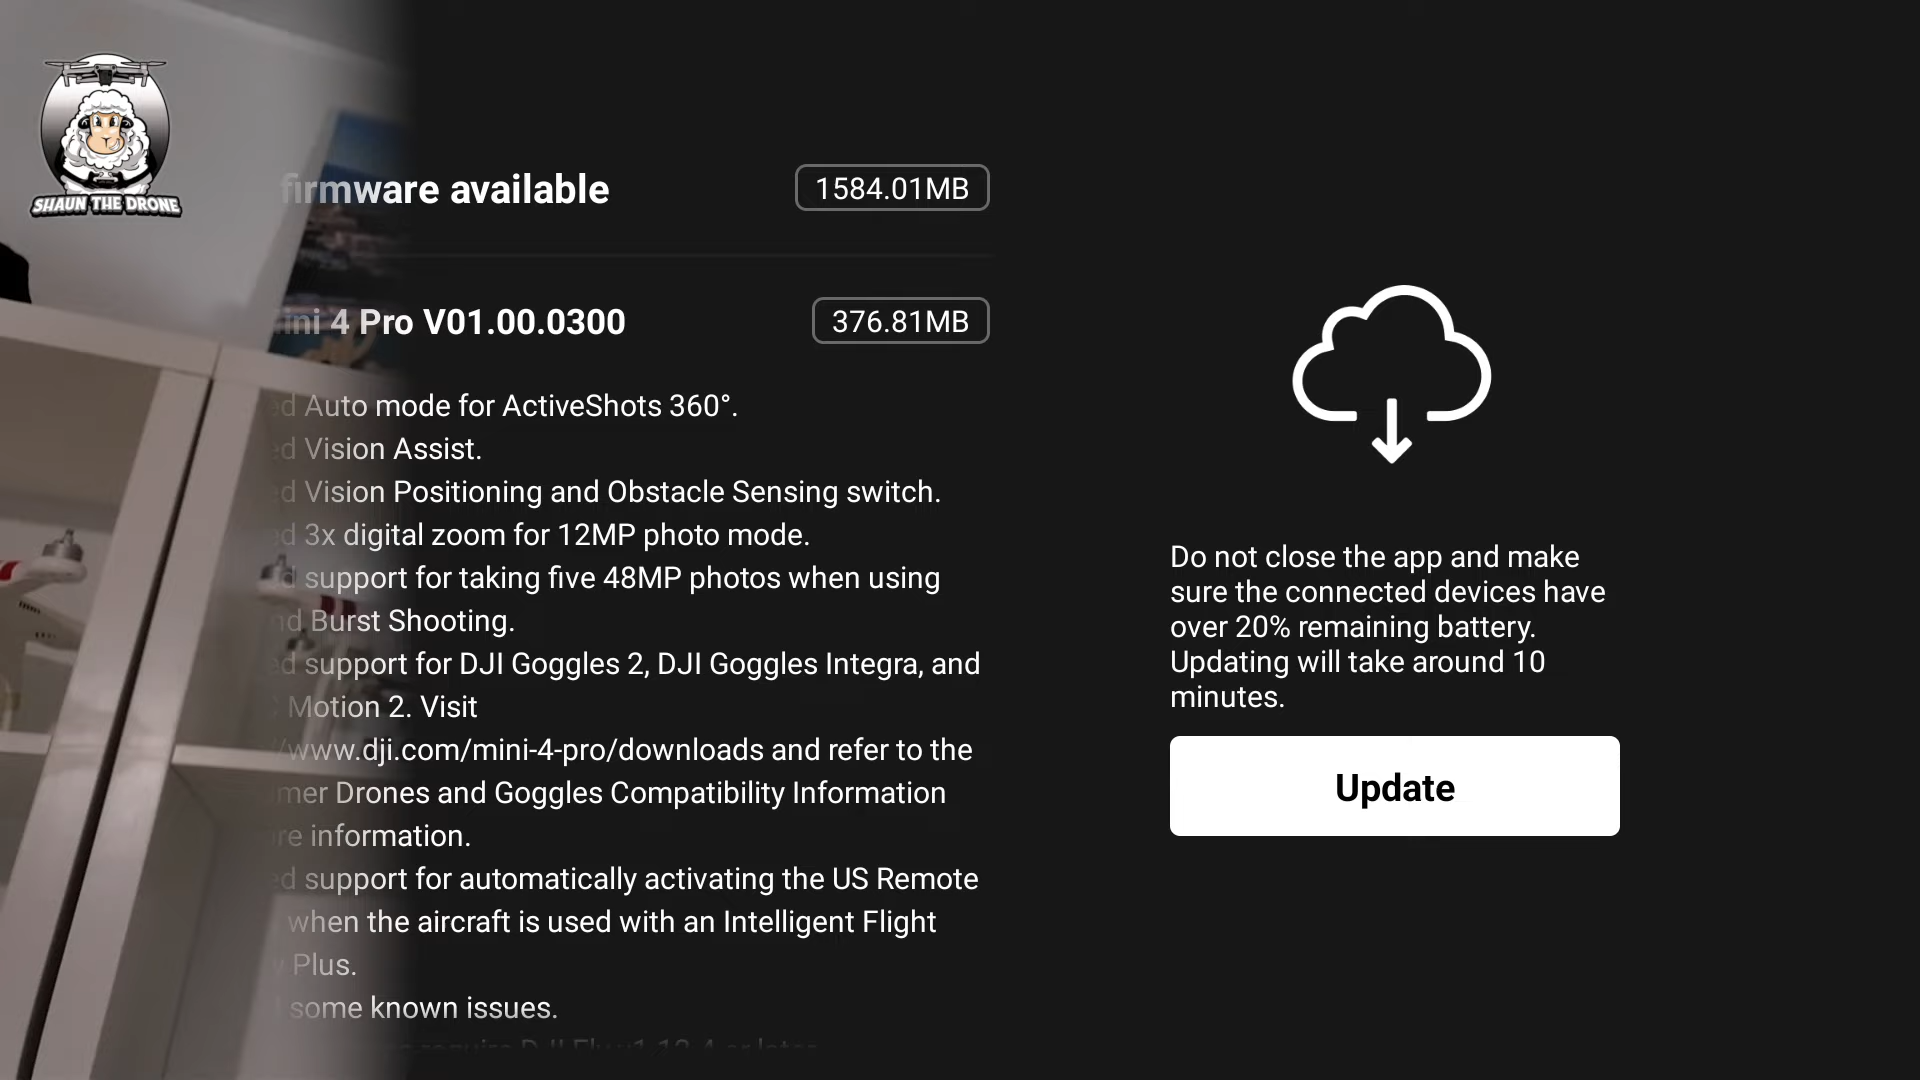 SHAUN THE DRONE
firmware available
1584.01MB
4 Pro V01.00.0300
376.81MB
Auto mode for ActiveShots 360°.
Vision Assist.
Vision Positioning and Obstacle Sensing switch.
3x digital zoom for 12MP photo mode.
support for taking five 48MP photos when using
Burst Shooting.
support for DJI Goggles 2, DJI Goggles Integra, and
Motion 2. Visit
/www.dji.com/mini-4-pro/downloads and refer to the
Drones and Goggles Compatibility Information
information.
support for automatically activating the US Remote
when the aircraft is used with an Intelligent Flight
Plus.
some known issues.
Do not close the app and make
sure the connected devices have
over 20% remaining battery.
Updating will take around 10
minutes.
Update